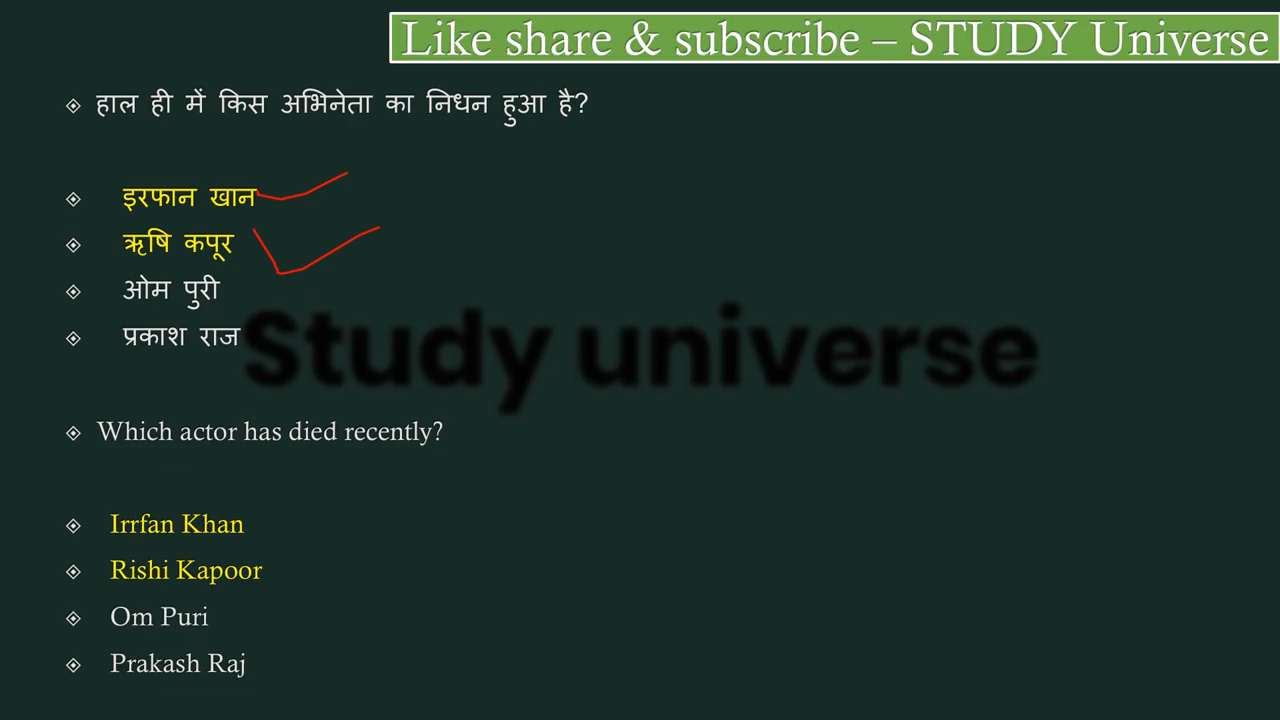 Like share & subscribe – STUDY Universe
हाल ही में किस अभिनेता का निधन हुआ है?
इरफान खान
ऋषि कपूर
ओम पुरी
प्रकाश राज
Study universe
Which actor has died recently?
Irrfan Khan
Rishi Kapoor
Om Puri
Prakash Raj